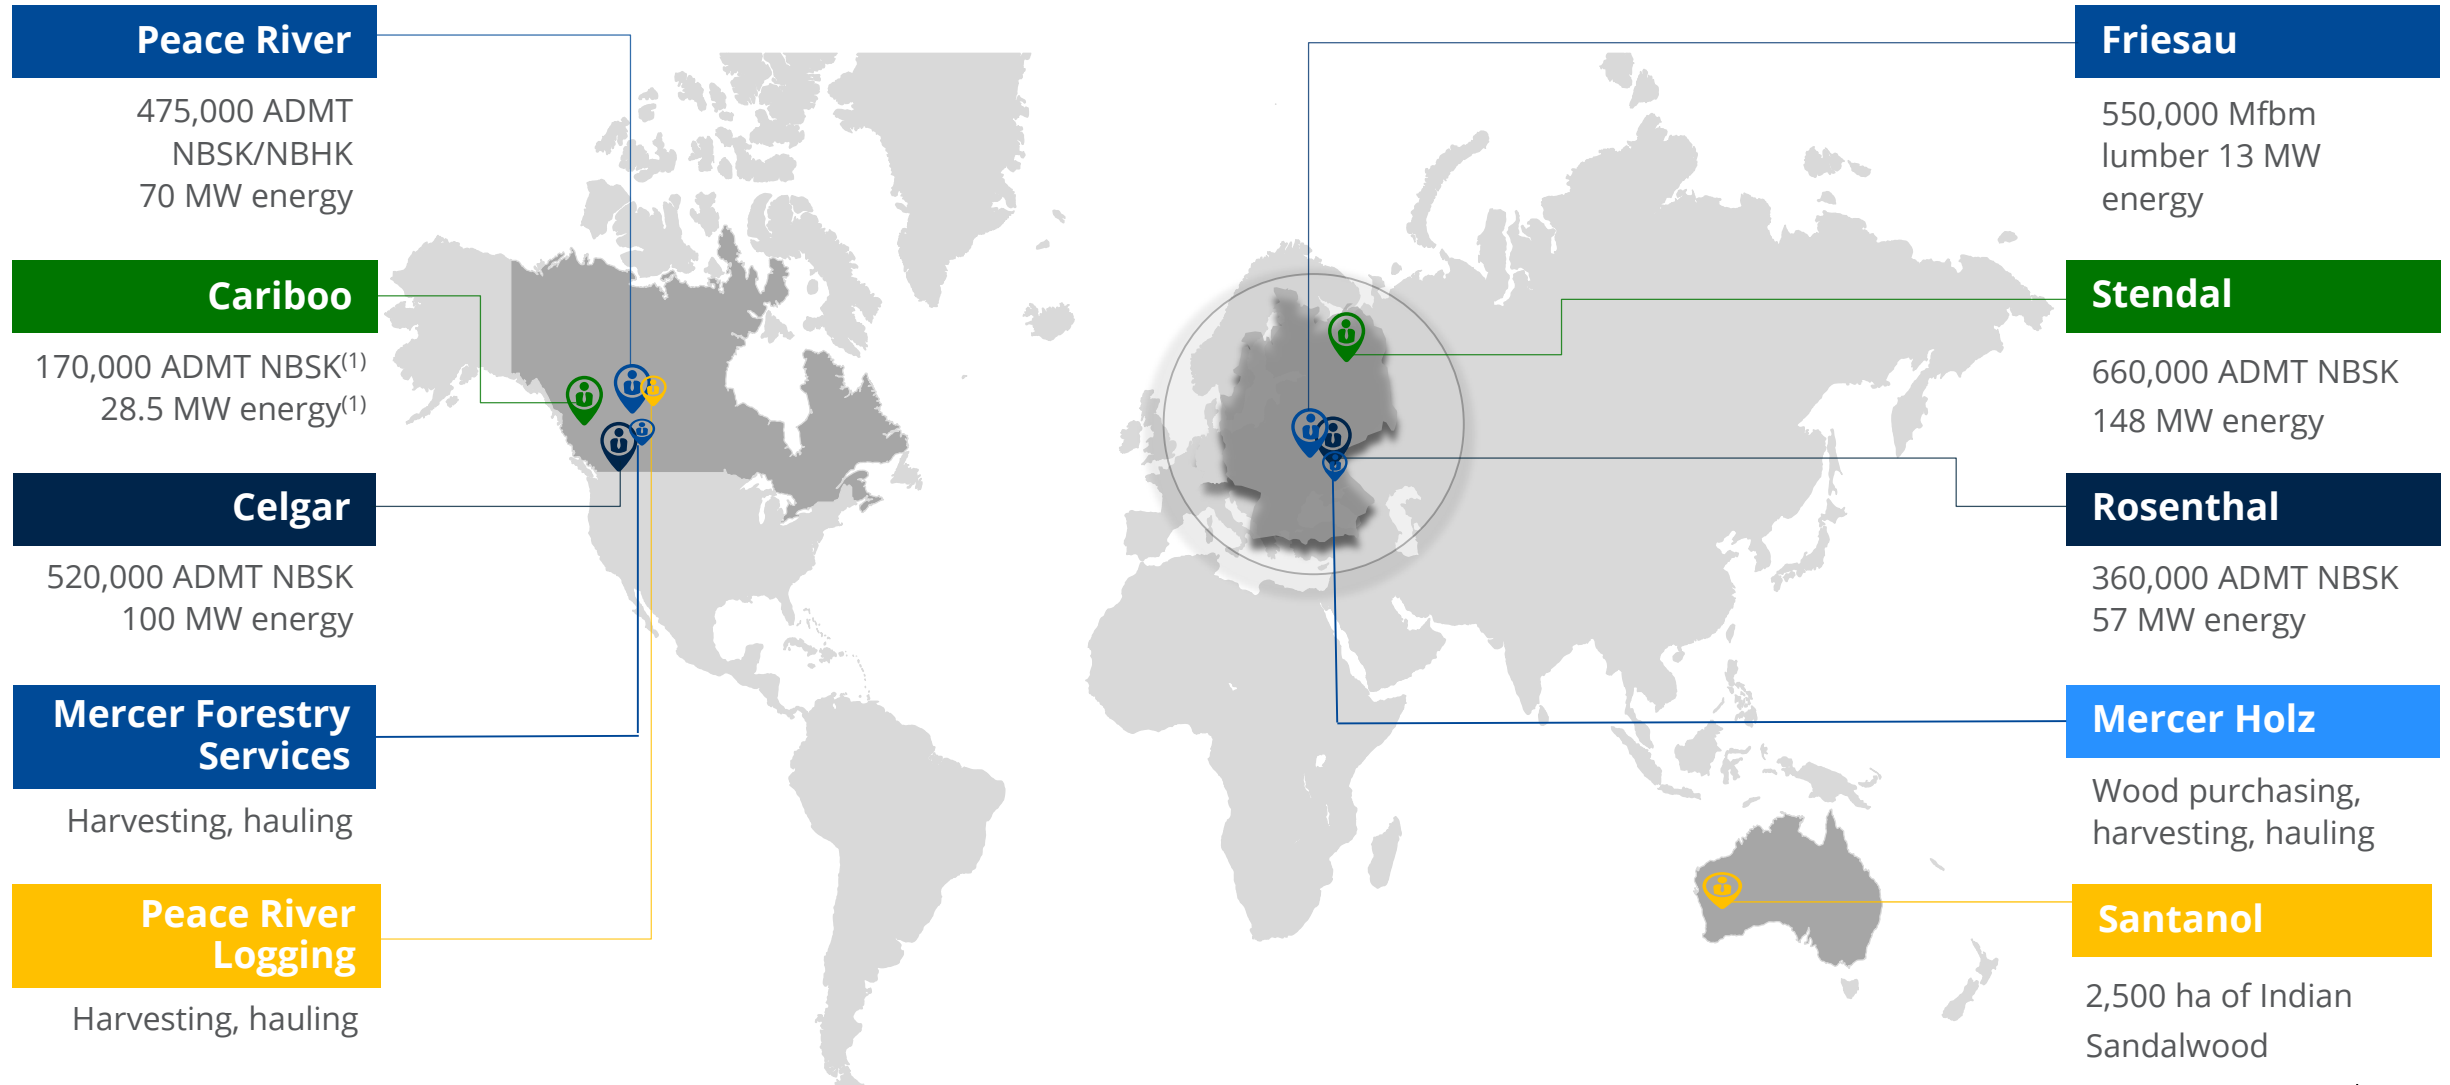 Peace River
475,000 ADMT
NBSK/NBHK
70 MW energy
Cariboo
170,000 ADMT NBSK(1)
28.5 MW energy(1)
Celgar
520,000 ADMT NBSK
100 MW energy
Mercer Forestry
Services
Harvesting, hauling
Peace River
Logging
Harvesting, hauling
Friesau
550,000 Mfbm
lumber 13 MW
energy
Stendal
660,000 ADMT NBSK
148 MW energy
Rosenthal
360,000 ADMT NBSK
57 MW energy
Mercer Holz
Wood purchasing,
harvesting, hauling
Santanol
2,500 ha of Indian
Sandalwood